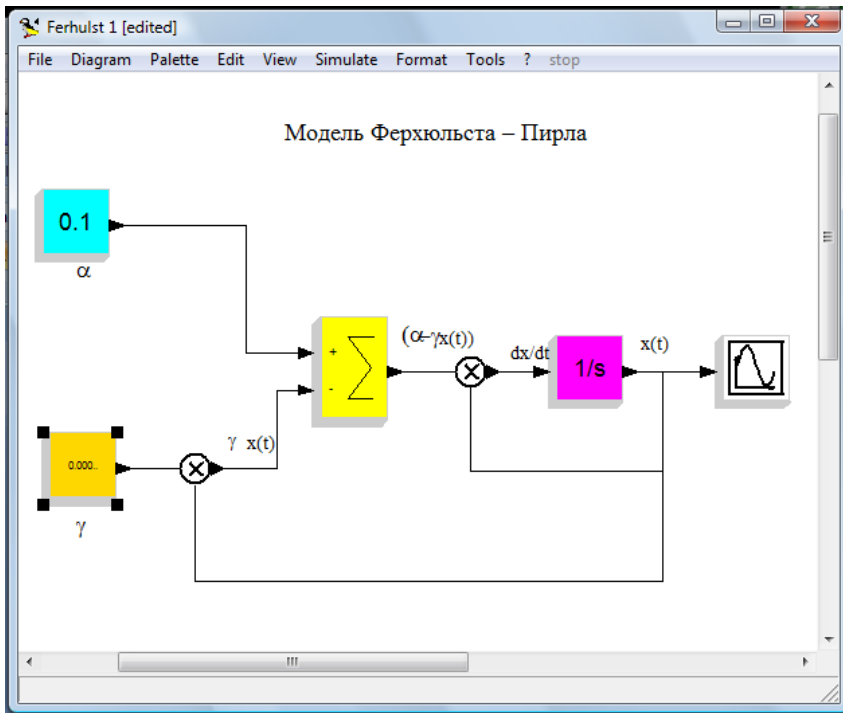 Ferhulst 1 [edited]
File Diagram Palette Edit View Simulate Format Tools ? stop
Модель Ферхюльста – Пирла
0.1
α
+
-
(α-γx(t))
dx/dt
1/s
x(t)
γ x(t)
0.000..
γ